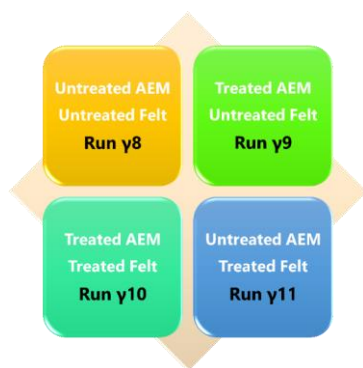 Untreated AEM
Untreated Felt
Run γ8
Treated AEM
Untreated Felt
Run γ9
Treated AEM
Treated Felt
Run γ10
Untreated AEM
Treated Felt
Run γ11